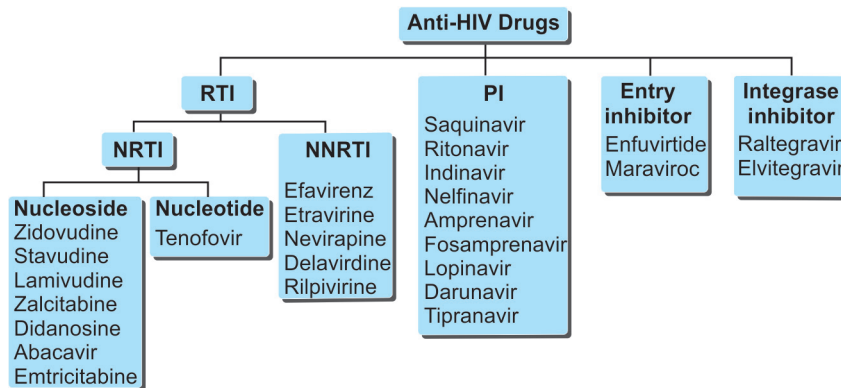 Anti-HIV Drugs
RTI
NRTI
Nucleoside
Zidovudine
Stavudine
Lamivudine
Zalcitabine
Didanosine
Abacavir
Emtricitabine
Nucleotide
Tenofovir
NNRTI
Efavirenz
Etravirine
Nevirapine
Delavirdine
Rilpivirine
PI
Saquinavir
Ritonavir
Indinavir
Nelfinavir
Amprenavir
Fosamprenavir
Lopinavir
Darunavir
Tipranavir
Entry
inhibitor
Enfuvirtide
Maraviroc
Integrase
inhibitor
Raltegravir
Elvitegravir